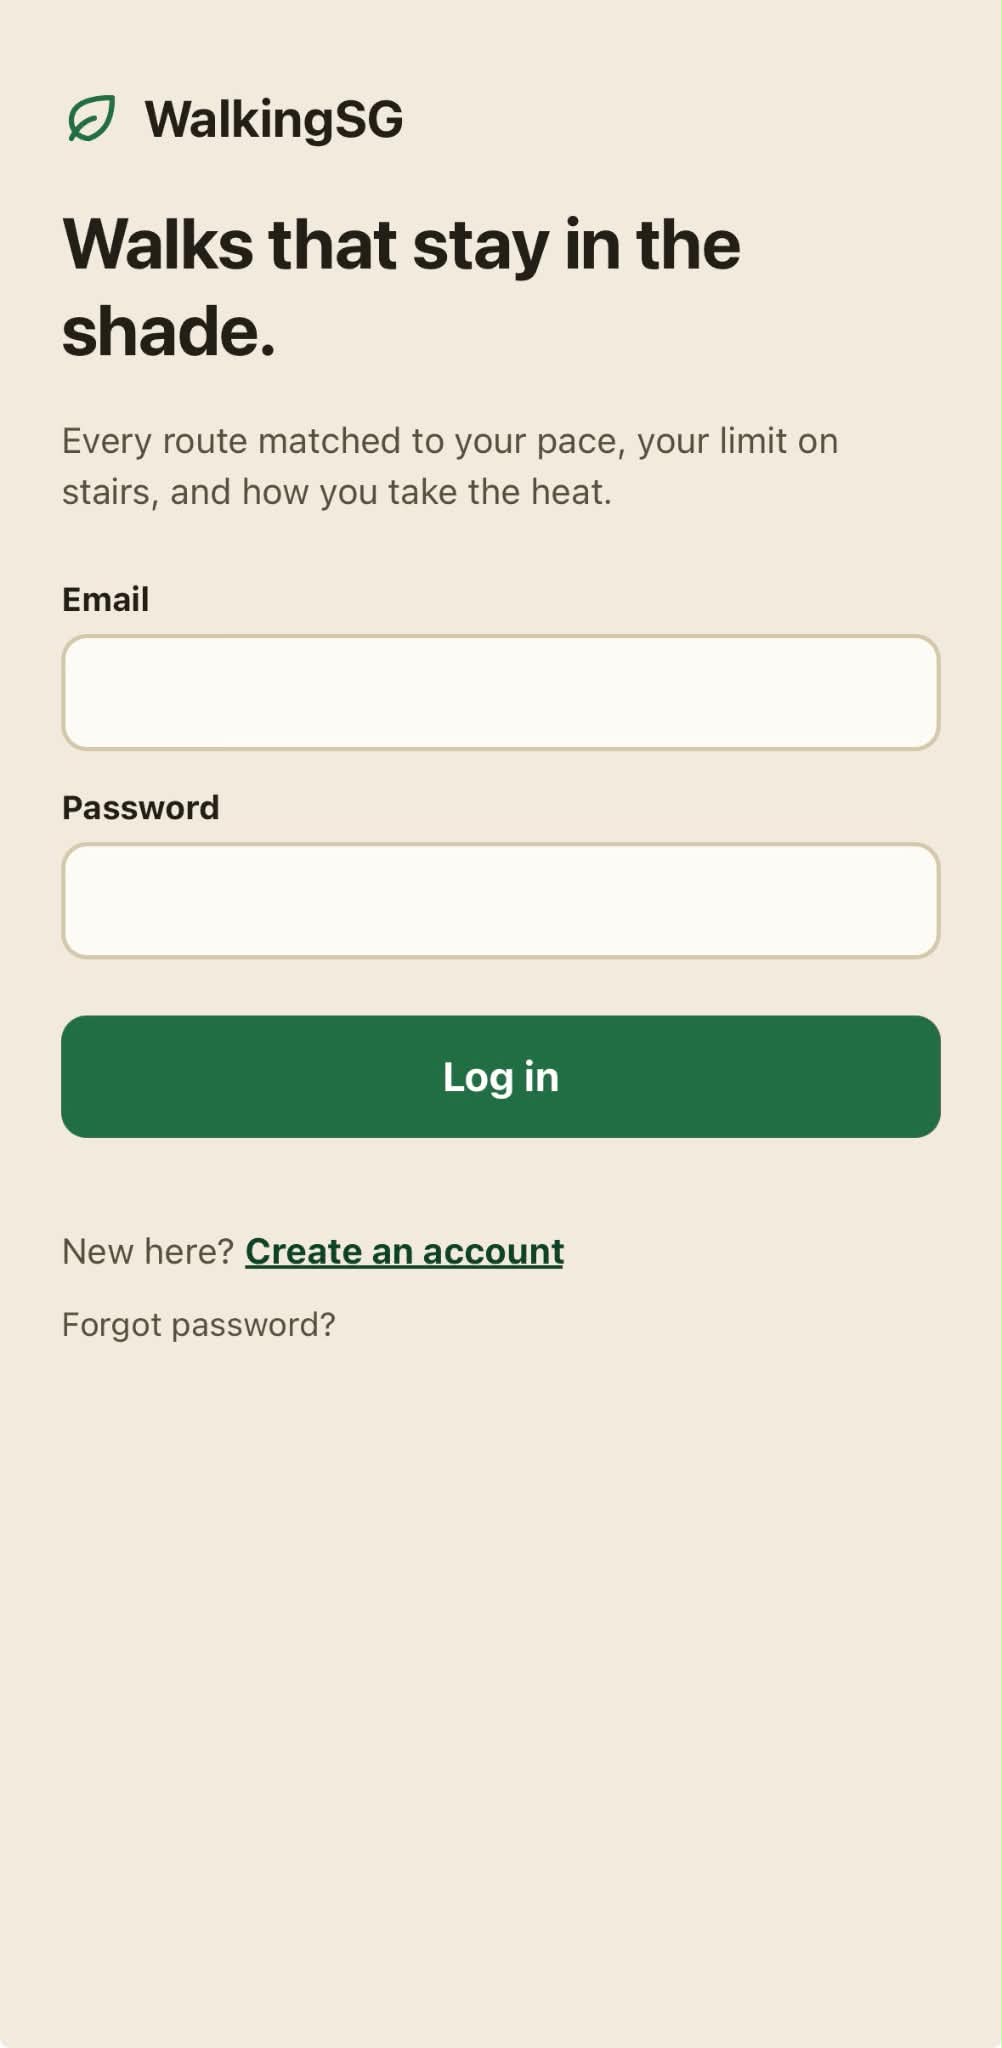 WalkingSG
Walks that stay in the
shade.
Every route matched to your pace, your limit on
stairs, and how you take the heat.
Email
Password
Log in
New here? Create an account
Forgot password?